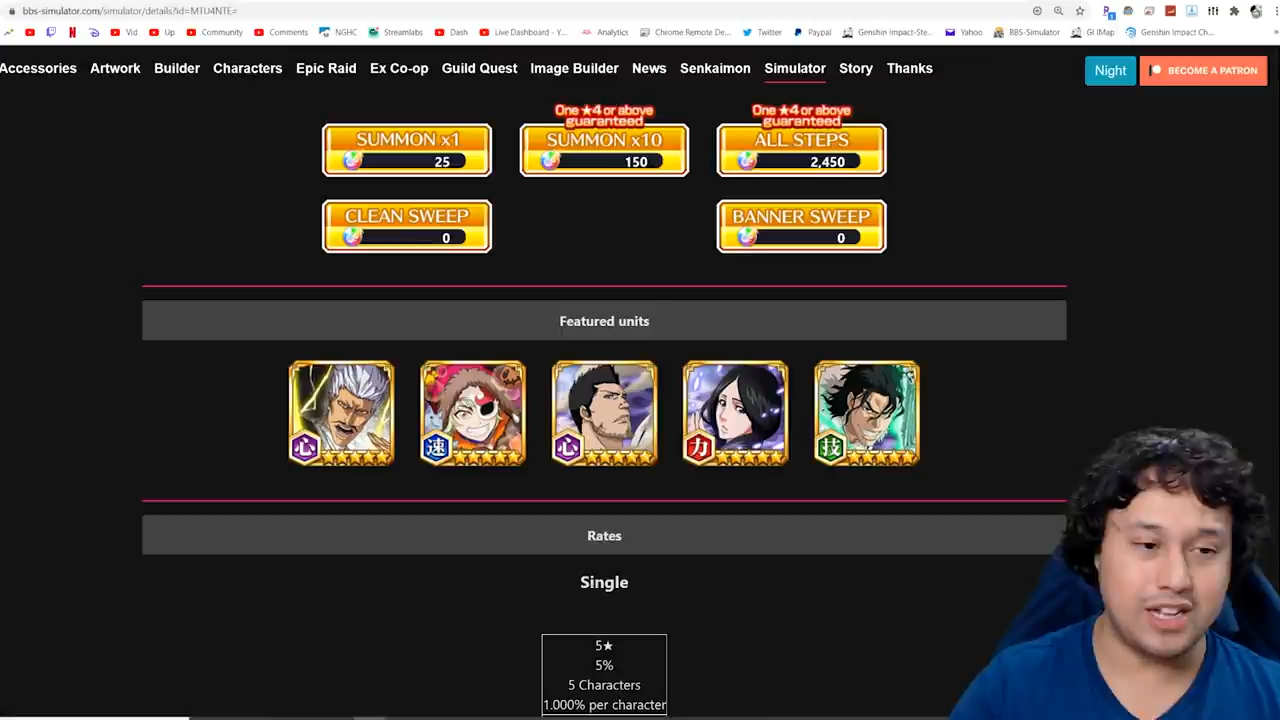 bbs-simulator.com/simulator/details?id=MTU4NTE=
Vid
Up
Community
Comments
NGHC
Streamlabs
Dash
Live Dashboard - Y...
Analytics
Chrome Remote De...
Twitter
Paypal
Genshin Impact-Ste...
Yahoo
BBS-Simulator
GI IMap
Genshin Impact Ch...
Accessories
Artwork
Builder
Characters
Epic Raid
Ex Co-op
Guild Quest
Image Builder
News
Senkaimon
Simulator
Story
Thanks
Night
BECOME A PATRON
SUMMON x1
25
One ★4 or above
guaranteed
SUMMON x10
150
One ★4 or above
guaranteed
ALL STEPS
2,450
CLEAN SWEEP
0
BANNER SWEEP
0
Featured units
心
速
心
力
技
Rates
Single
5★
5%
5 Characters
1.000% per character